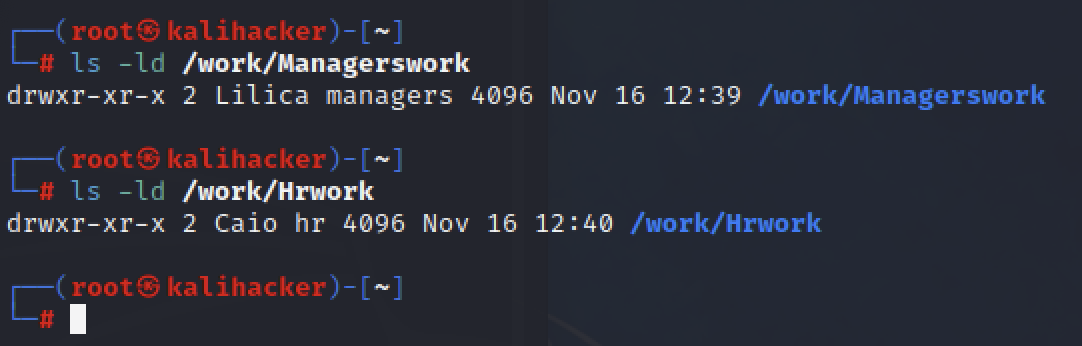 ┌──(root㉿kalihacker)-[~]
└─# ls -ld /work/Managerswork
drwxr-xr-x 2 Lilica managers 4096 Nov 16 12:39 /work/Managerswork
┌──(root㉿kalihacker)-[~]
└─# ls -ld /work/Hrwork
drwxr-xr-x 2 Caio hr 4096 Nov 16 12:40 /work/Hrwork
┌──(root㉿kalihacker)-[~]
└─#